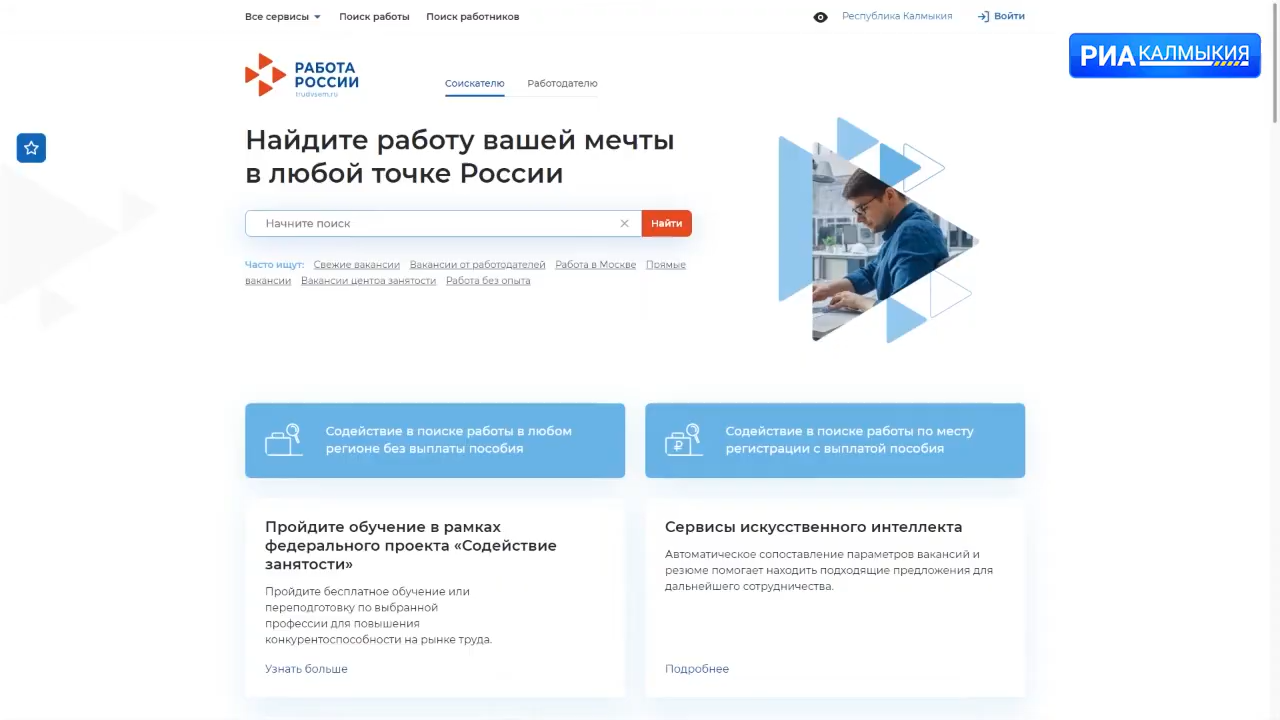 Все сервисы
Поиск работы
Поиск работников
Республика Калмыкия
Войти
РИА КАЛМЫКИЯ
РАБОТА
РОССИИ
trudvsem.ru
Соискателю
Работодателю
Найдите работу вашей мечты
в любой точке России
Начните поиск
Найти
Часто ищут: Свежие вакансии Вакансии от работодателей Работа в Москве Прямые
вакансии Вакансии центра занятости Работа без опыта
Содействие в поиске работы в любом
регионе без выплаты пособия
Содействие в поиске работы по месту
регистрации с выплатой пособия
Пройдите обучение в рамках
федерального проекта «Содействие
занятости»
Пройдите бесплатное обучение или
переподготовку по выбранной
профессии для повышения
конкурентоспособности на рынке труда.
Узнать больше
Сервисы искусственного интеллекта
Автоматическое сопоставление параметров вакансий и
резюме помогает находить подходящие предложения для
дальнейшего сотрудничества.
Подробнее